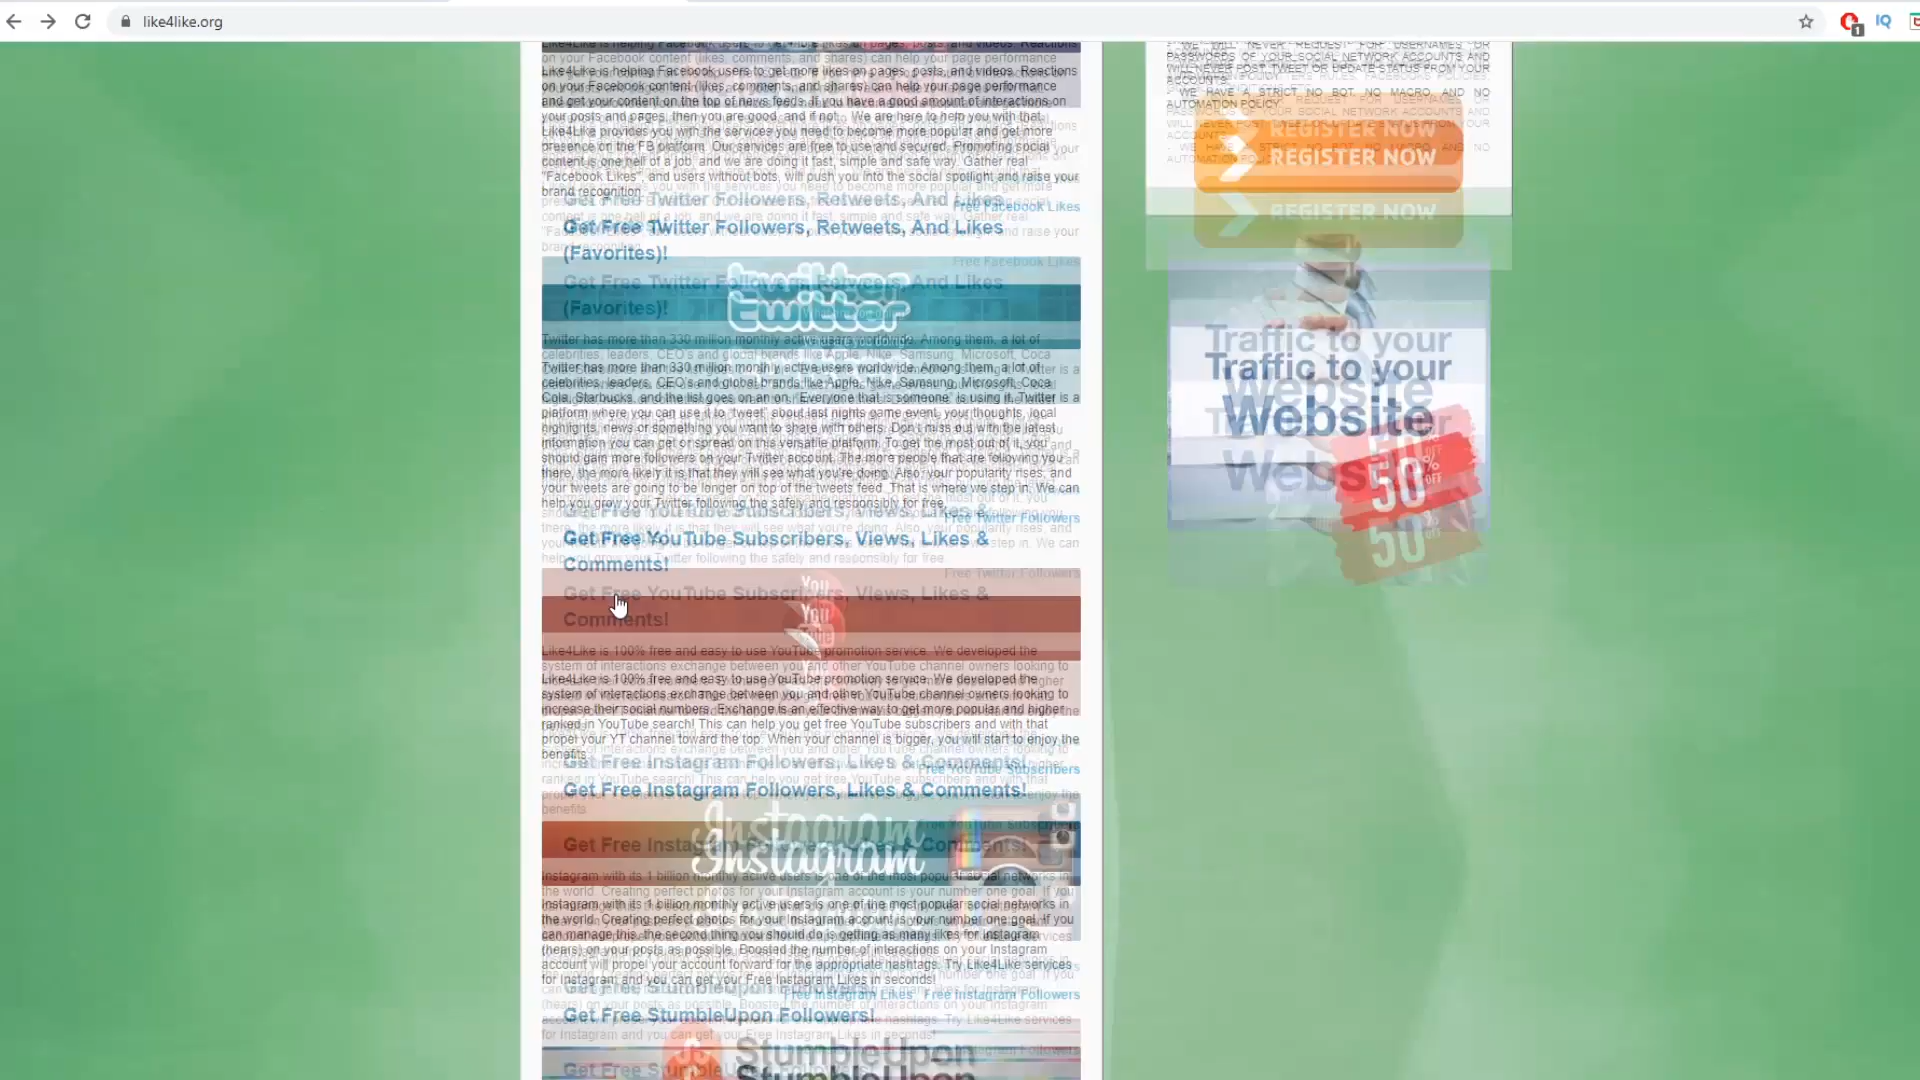 like4like.org
Like4Like is helping Facebook users to get more likes on pages, posts, and videos. Reactions
on your Facebook content (likes, comments, and shares) can help your page performance
and get your content on the top of news feeds. If you have a good amount of interactions on
your posts and pages, then you are good, and if not... We are here to help you with that.
Like4Like provides you with the services you need to become more popular and get more
presence on the FB platform. Our services are free to use and secured. Promoting social
content is one hell of a job, and we are doing it fast, simple and safe way. Gather real
"Facebook Likes", and users without bots, will push you into the social spotlight and raise your
brand recognition.
Free Facebook Likes
Get Free Twitter Followers, Retweets, And Likes
(Favorites)!
twitter
Twitter has more than 330 million monthly active users worldwide. Among them, a lot of
celebrities, leaders, CEO's and global brands like Apple, Nike, Samsung, Microsoft, Coca
Cola, Starbucks, and the list goes on an on. "Everyone that is someone" is using it. Twitter is a
platform where you can use it to "tweet" about last nights game event, your thoughts, local
highlights, news or something you want to share with others. Don't miss out with the latest
information you can get or spread on this versatile platform. To get the most out of it, you
should gain more followers on your Twitter account. The more people that are following you
there, the more likely it is that they will see what you're doing. Also, your popularity rises, and
your tweets are going to be longer on top of the tweets feed. That is where we step in. We can
help you grow your Twitter following the safely and responsibly for free.
Free Twitter Followers
Get Free YouTube Subscribers, Views, Likes &
Comments!
You
Tube
Like4Like is 100% free and easy to use YouTube promotion service. We developed the
system of interactions exchange between you and other YouTube channel owners looking to
increase their social numbers. Exchange is an effective way to get more popular and higher
ranked in YouTube search! This can help you get free YouTube subscribers and with that
propel your YT channel toward the top. When your channel is bigger, you will start to enjoy the
benefits.
Free YouTube Subscribers
Get Free Instagram Followers, Likes & Comments!
Instagram
Instagram with its 1 billion monthly active users is one of the most popular social networks in
the world. Creating perfect photos for your Instagram account is your number one goal. If you
can manage this, the second thing you should do is getting as many likes for Instagram
(hears) on your posts as possible. Boosted the number of interactions on your Instagram
account will propel your account forward for the appropriate hashtags. Try Like4Like services
for Instagram and you can get your Free Instagram Likes in seconds!
Free Instagram Likes Free Instagram Followers
Get Free StumbleUpon Followers!
StumbleUpon
- WE WILL NEVER REQUEST FOR USERNAMES OR
PASSWORDS OF YOUR SOCIAL NETWORK ACCOUNTS AND
WILL NEVER POST, TWEET OR UPDATE STATUS FROM YOUR
ACCOUNTS.
- WE HAVE A STRICT NO BOT, NO MACRO, AND NO
AUTOMATION POLICY
REGISTER NOW
Traffic to your
Website
50% OFF